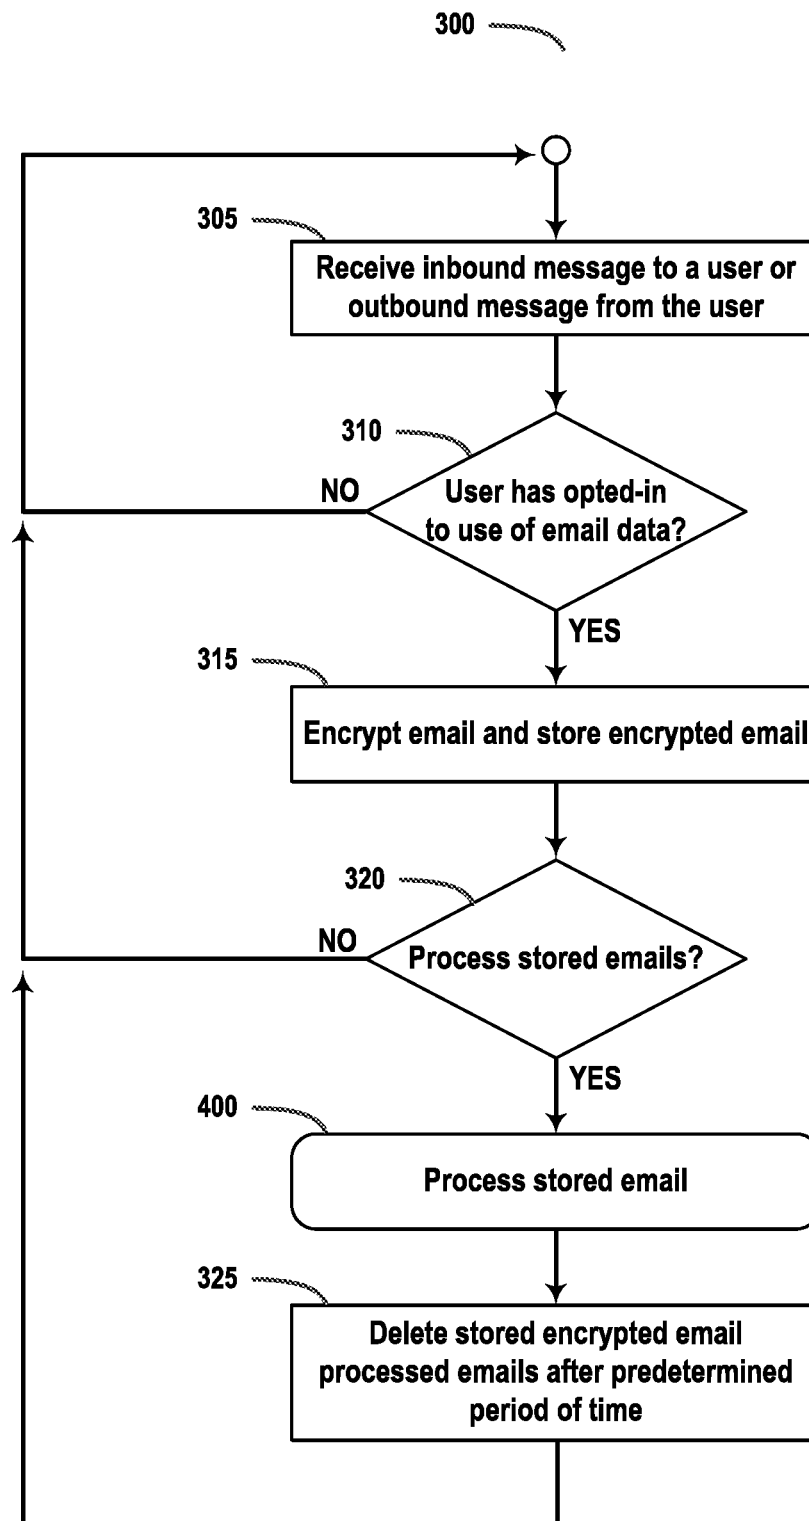 300
305
Receive inbound message to a user or
outbound message from the user
310
NO
User has opted-in
to use of email data?
YES
315
Encrypt email and store encrypted email
320
NO
Process stored emails?
YES
400
Process stored email
325
Delete stored encrypted email
processed emails after predetermined
period of time